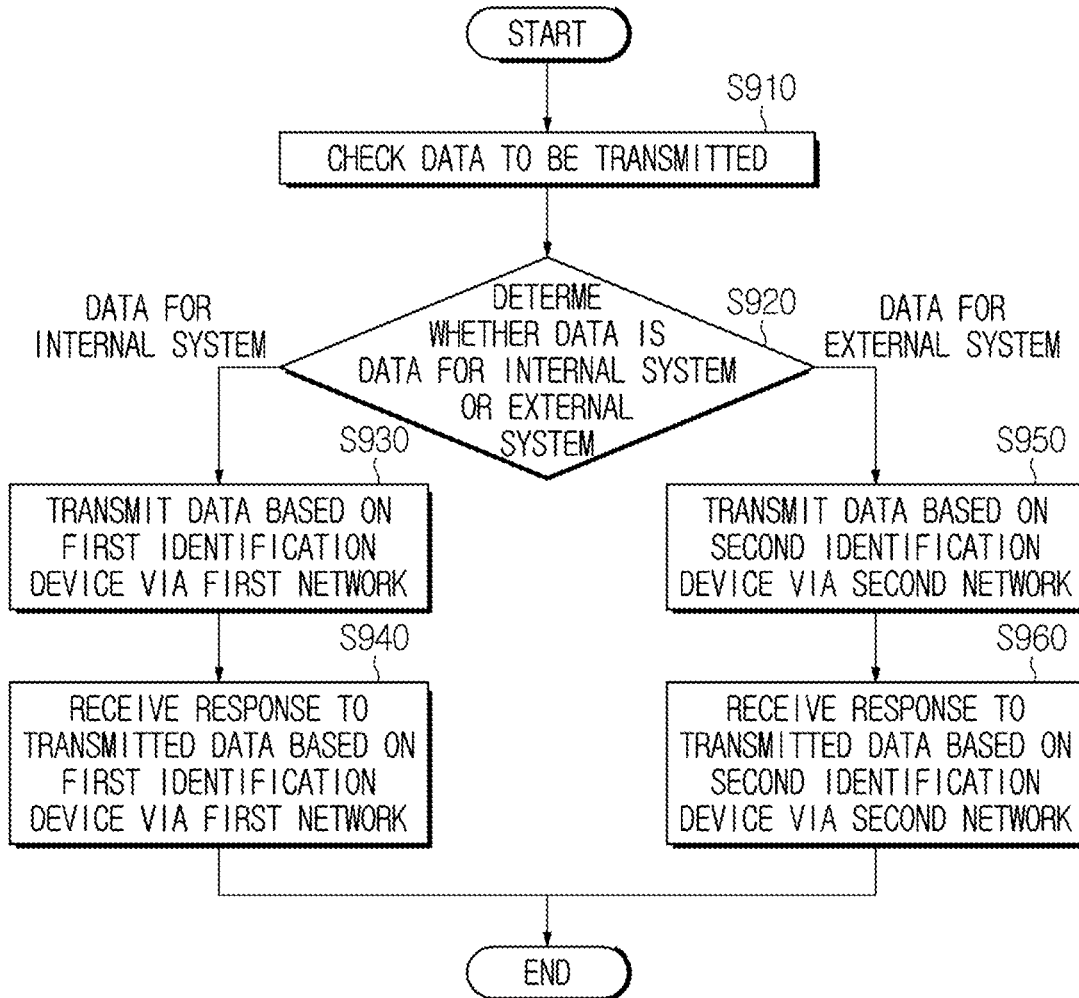 START
S910
CHECK DATA TO BE TRANSMITTED
DATA FOR
INTERNAL SYSTEM
DETERME
WHETHER DATA IS
DATA FOR INTERNAL SYSTEM
OR EXTERNAL
SYSTEM
S920
DATA FOR
EXTERNAL SYSTEM
S930
TRANSMIT DATA BASED ON
FIRST IDENTIFICATION
DEVICE VIA FIRST NETWORK
S940
RECEIVE RESPONSE TO
TRANSMITTED DATA BASED ON
FIRST IDENTIFICATION
DEVICE VIA FIRST NETWORK
S950
TRANSMIT DATA BASED ON
SECOND IDENTIFICATION
DEVICE VIA SECOND NETWORK
S960
RECEIVE RESPONSE TO
TRANSMITTED DATA BASED ON
SECOND IDENTIFICATION
DEVICE VIA SECOND NETWORK
END